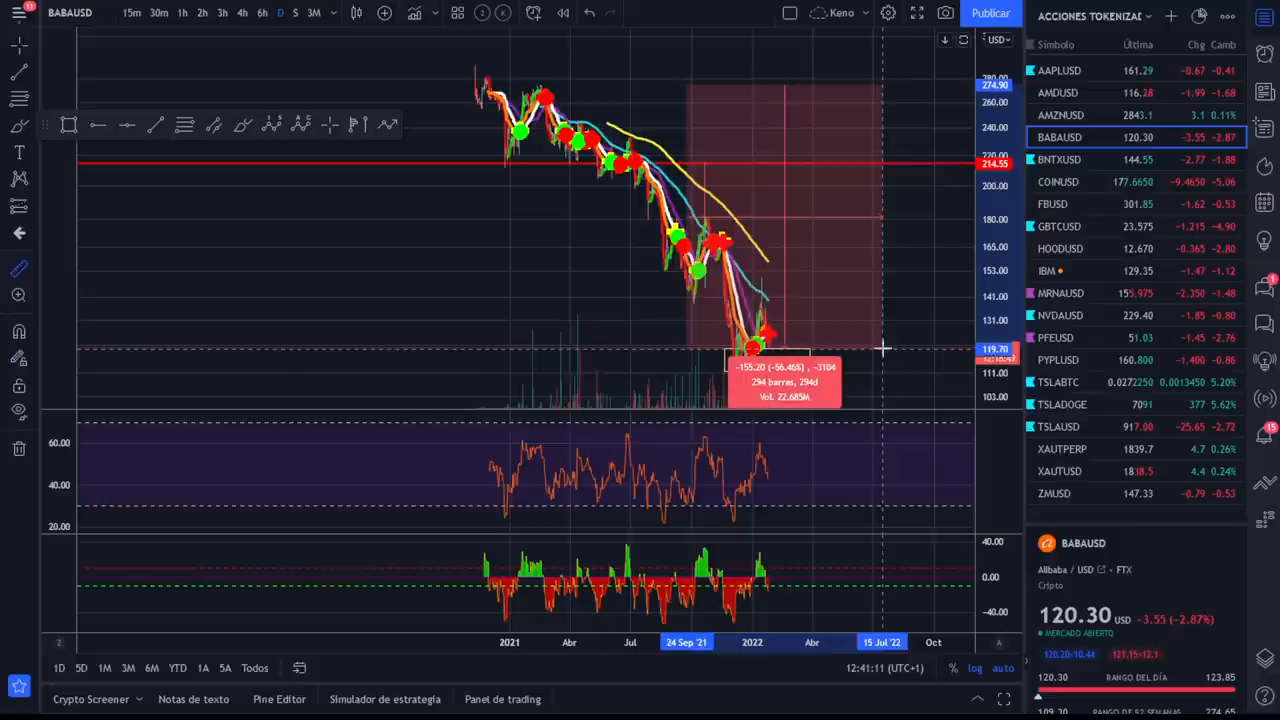 11
BABAUSD 15m 30m 1h 2h 3h 4h 6h D S 3M 2 K Keno Publicar
ACCIONES TOKENIZAD
USD
Símbolo Última Chg Camb
280.00
274.90
260.00
240.00
220.00
214.55
200.00
180.00
165.00
153.00
141.00
131.00
119.70
111.00
103.00
-155.20 (-56.46%) , -3104
294 barras, 294d
Vol. 22.685M
60.00
40.00
20.00
40.00
0.00
-40.00
AAPLUSD 161.29 -0.67 -0.41
AMDUSD 116.28 -1.99 -1.68
AMZNUSD 2843.1 3.1 0.11%
BABAUSD 120.30 -3.55 -2.87
BNTXUSD 144.55 -2.77 -1.88
COINUSD 177.6650 -9.4650 -5.06
FBUSD 301.85 -1.62 -0.53
GBTCUSD 23.575 -1.215 -4.90
HOODUSD 12.670 -0.365 -2.80
IBM 129.35 -1.47 -1.12
MRNAUSD 155.975 -2.350 -1.48
NVDAUSD 229.40 -1.85 -0.80
PFEUSD 51.03 -1.45 -2.76
PYPLUSD 160.800 -1.400 -0.86
TSLABTC 0.0272250 0.0013450 5.20%
TSLADOGE 7091 377 5.62%
TSLAUSD 917.00 -25.65 -2.72
XAUTPERP 1839.7 4.7 0.26%
XAUTUSD 1838.5 4.4 0.24%
ZMUSD 147.33 -0.79 -0.53
1
15
BABAUSD
Alibaba / USD FTX
Cripto
120.30 USD -3.55 (-2.87%)
MERCADO ABIERTO
120.20 10.44 123.15 12.1
120.30 RANGO DEL DÍA 123.85
109.30 RANGO DE 52 SEMANAS 274.65
Z 2021 Abr Jul 24 Sep '21 2022 Abr 15 Jul '22 Oct A
1D 5D 1M 3M 6M YTD 1A 5A Todos 12:41:11 (UTC+1) % log auto
Crypto Screener Notas de texto Pine Editor Simulador de estrategia Panel de trading